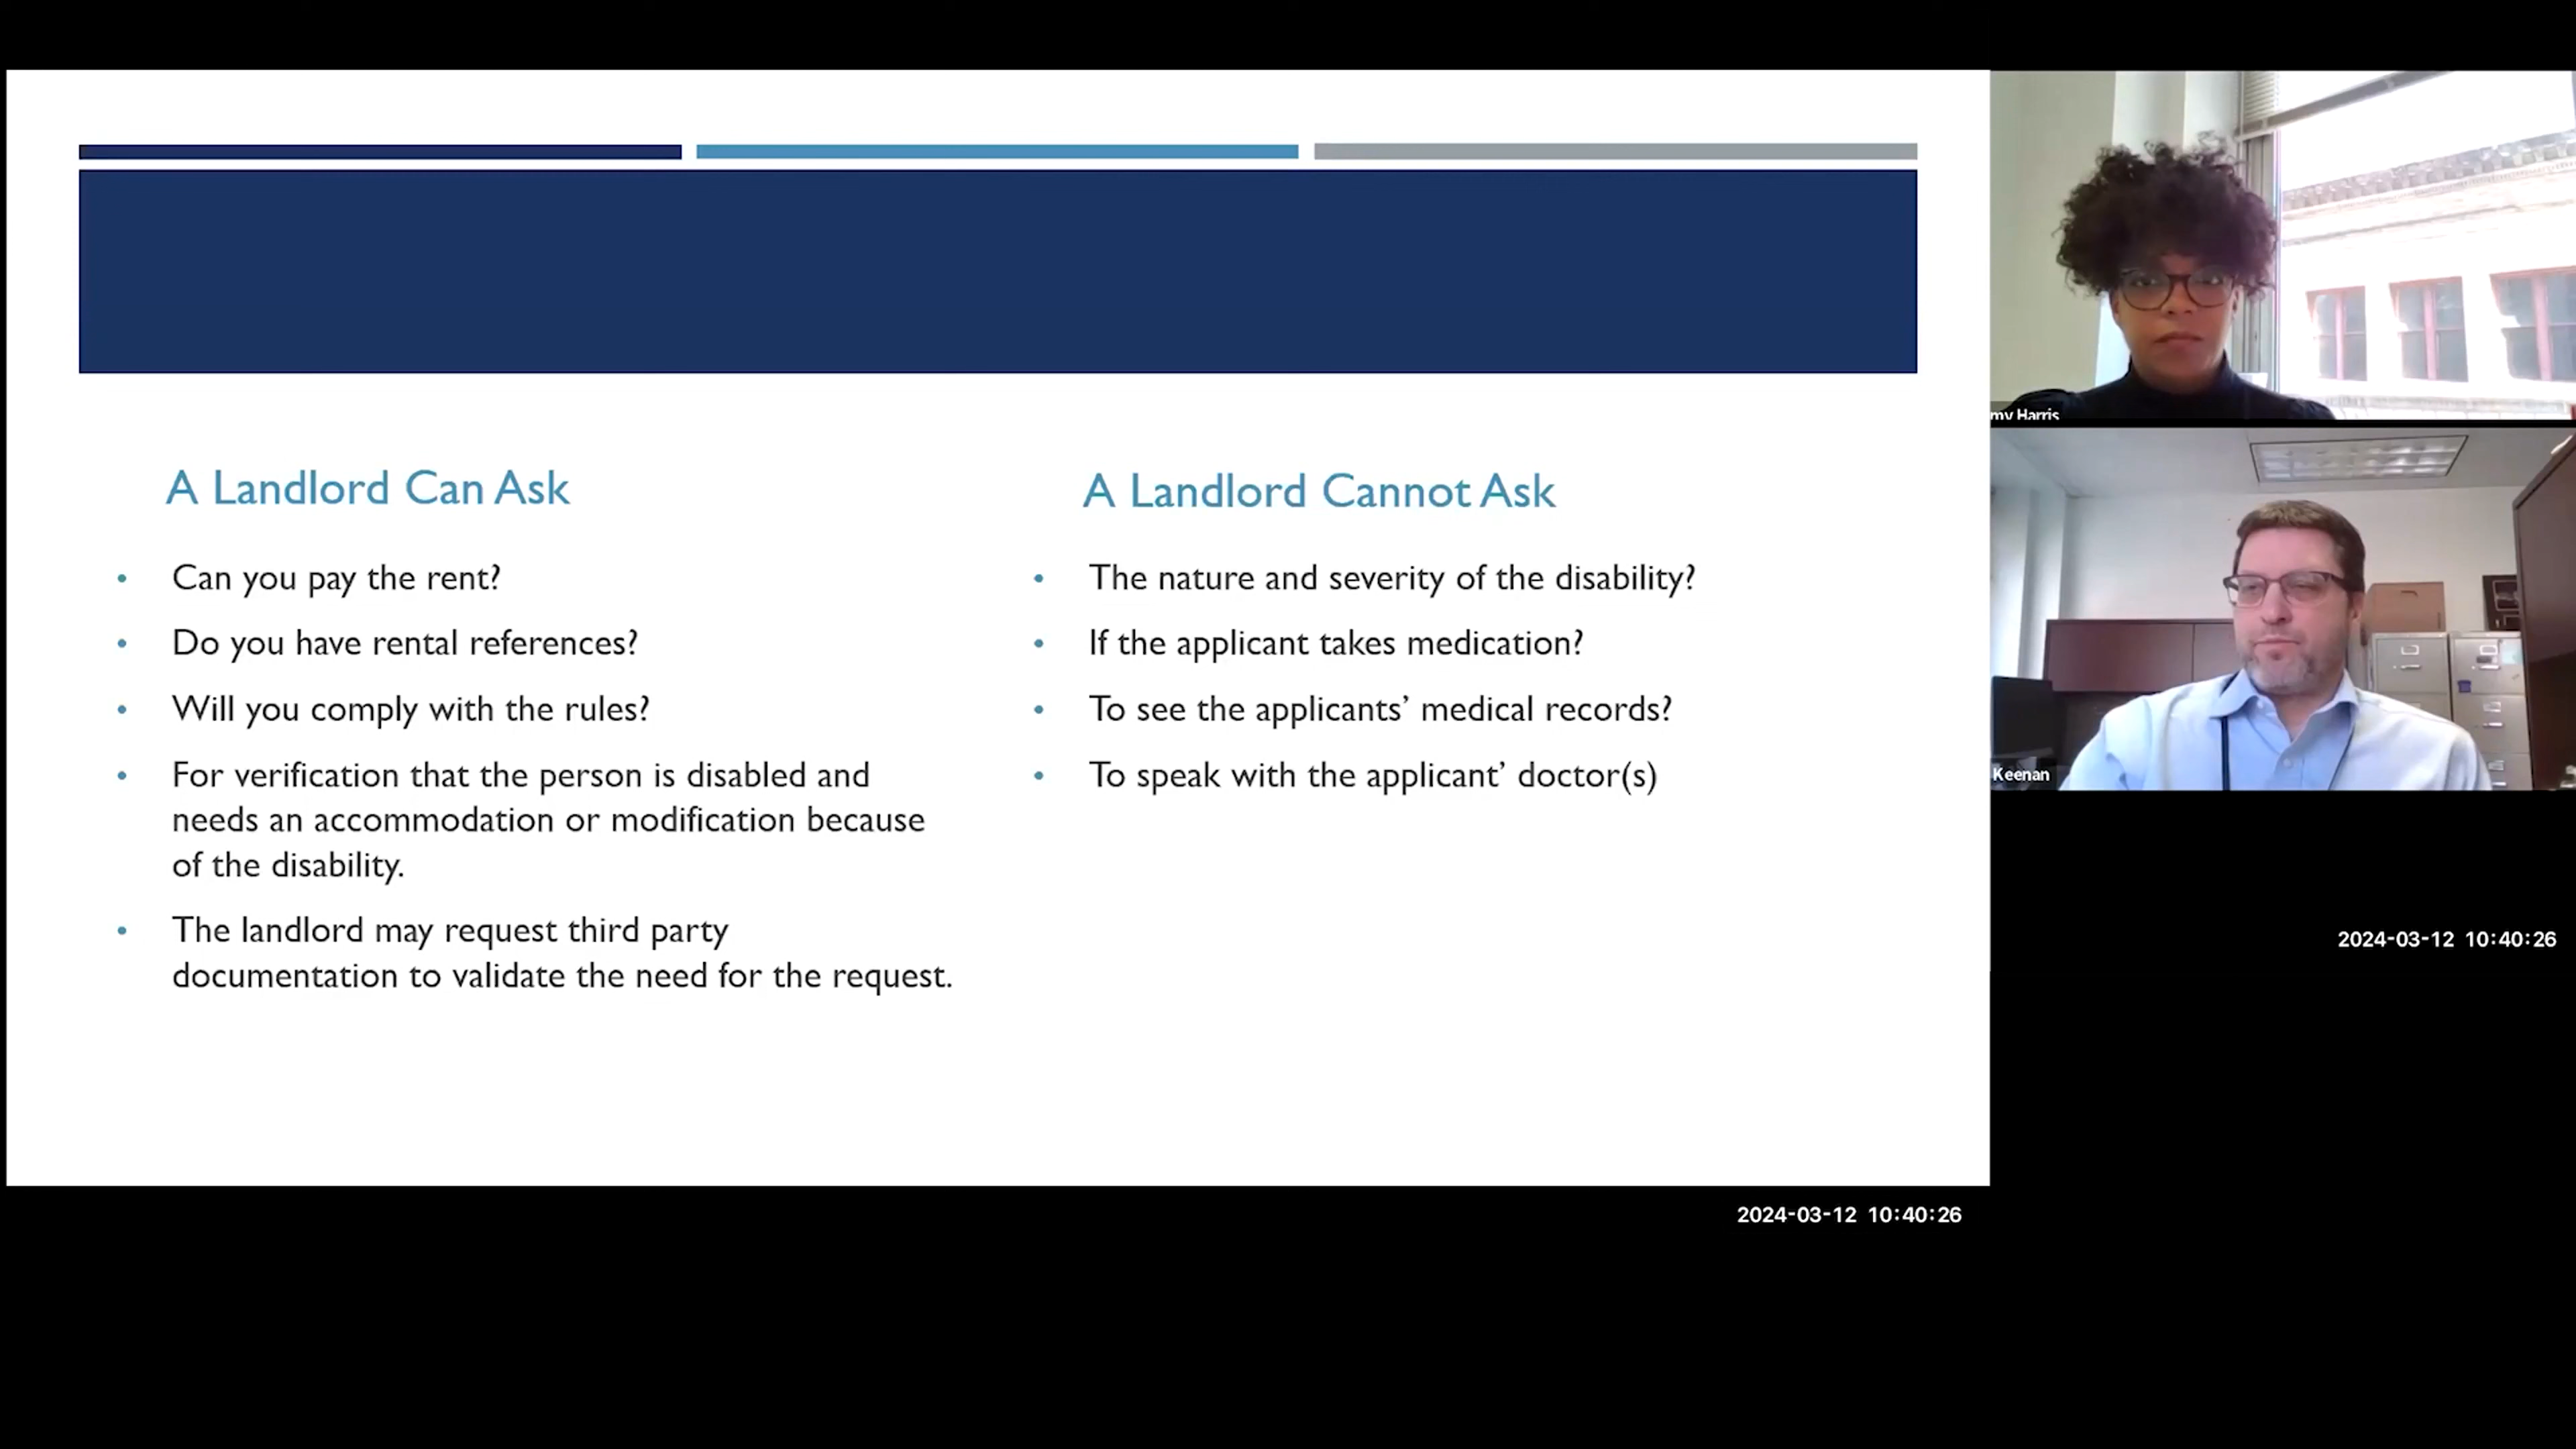 A Landlord Can Ask
• Can you pay the rent?
• Do you have rental references?
• Will you comply with the rules?
• For verification that the person is disabled and
needs an accommodation or modification because
of the disability.
• The landlord may request third party
documentation to validate the need for the request.
A Landlord Cannot Ask
• The nature and severity of the disability?
• If the applicant takes medication?
• To see the applicants’ medical records?
• To speak with the applicant’ doctor(s)
my Harris
Keenan
2024-03-12 10:40:26
2024-03-12 10:40:26